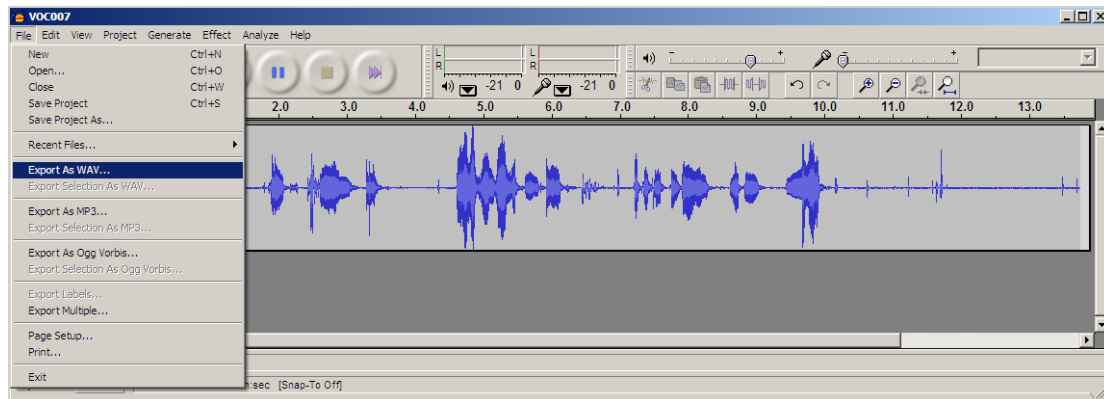 VOC007
File Edit View Project Generate Effect Analyze Help
New Ctrl+N
Open... Ctrl+O
Close Ctrl+W
Save Project Ctrl+S
Save Project As...
Recent Files...
Export As WAV...
Export Selection As WAV...
Export As MP3...
Export Selection As MP3...
Export As Ogg Vorbis...
Export Selection As Ogg Vorbis...
Export Labels...
Export Multiple...
Page Setup...
Print...
Exit
L L
R R
-21 0 -21 0
- + - +
2.0 3.0 4.0 5.0 6.0 7.0 8.0 9.0 10.0 11.0 12.0 13.0
:sec [Snap-To Off]